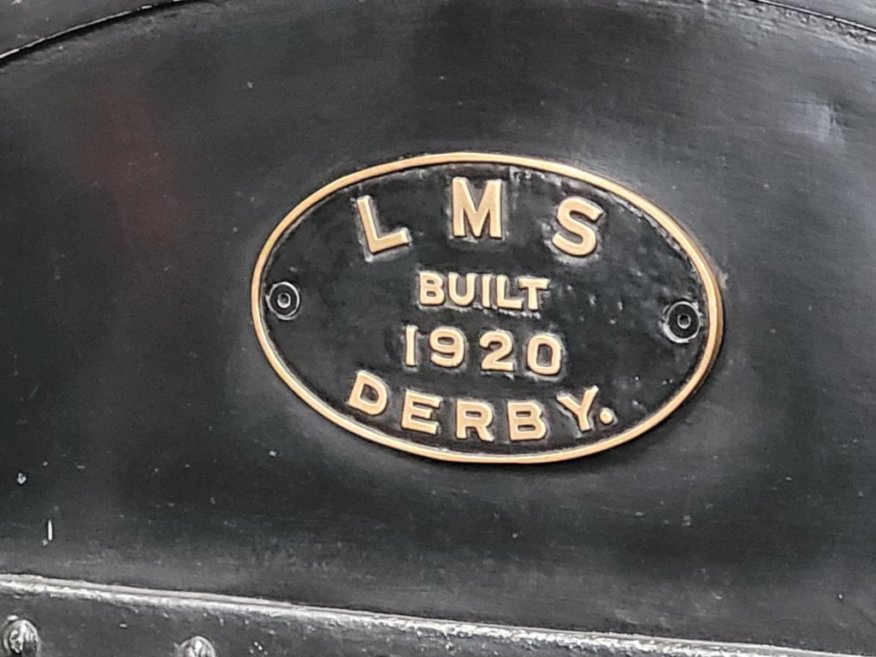 LMS
BUILT
1920
DERBY.